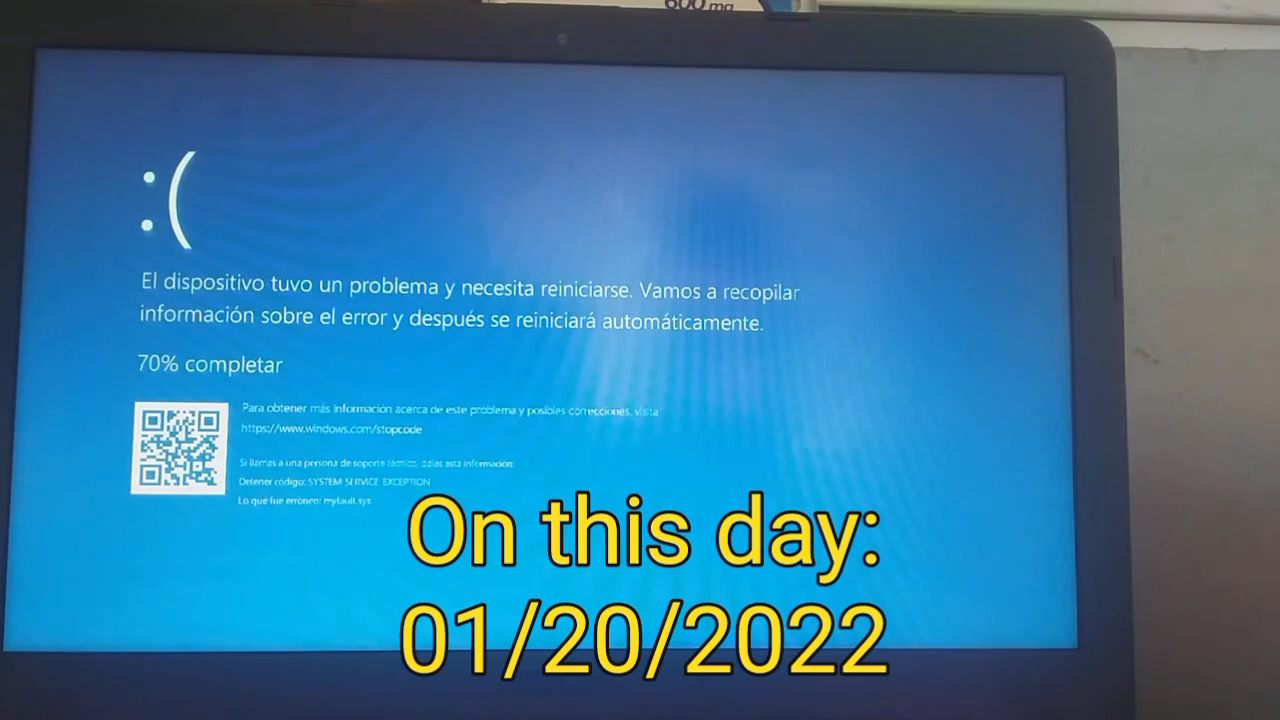 600 mg
:(
El dispositivo tuvo un problema y necesita reiniciarse. Vamos a recopilar
información sobre el error y después se reiniciará automáticamente.
70% completar
Para obtener más información acerca de este problema y posibles correcciones, visita
https://www.windows.com/stopcode
Si llamas a una persona de soporte técnico, dales esta información:
Detener código: SYSTEM SERVICE EXCEPTION
Lo que fue erróneo: myfault.sys
On this day:
01/20/2022